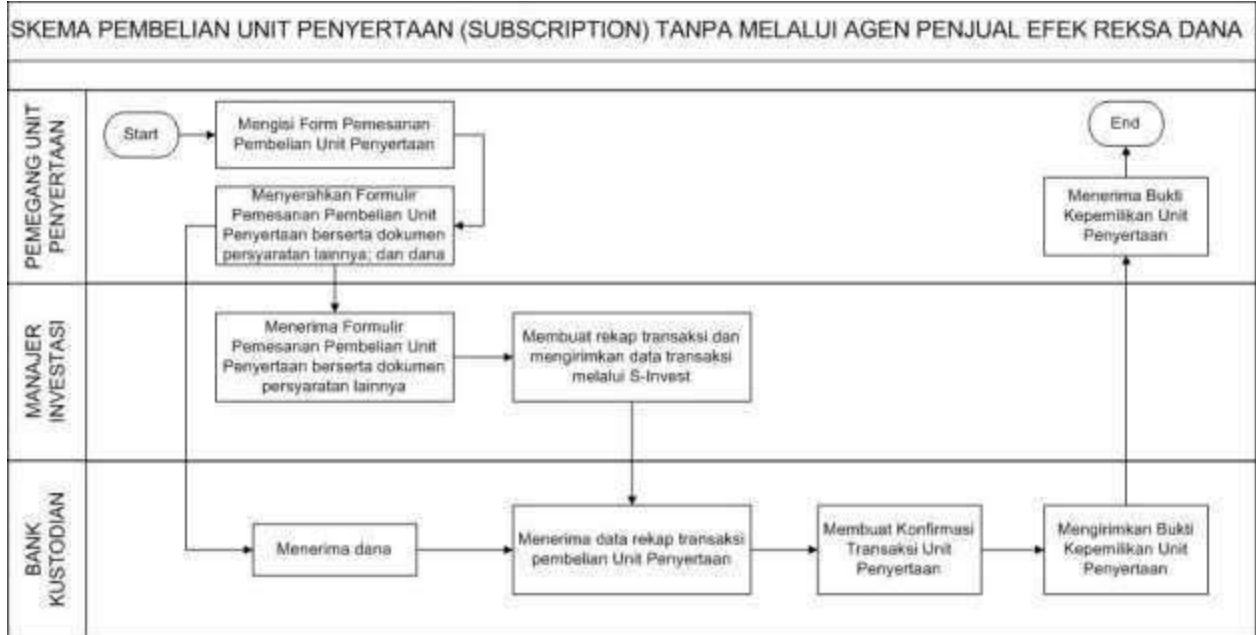 SKEMA PEMBELIAN UNIT PENYERTAAN (SUBSCRIPTION) TANPA MELALUI AGEN PENJUAL EFEK REKSA DANA
PEMEGANG UNIT
PENYERTAAN
Start
Mengisi Form Pemesanan
Pembelian Unit Penyertaan
Menyerahkan Formulir
Pemesanan Pembelian Unit
Penyertaan berserta dokumen
persyaratan lainnya; dan dana
End
Menerima Bukti
Kepemilikan Unit
Penyertaan
MANAJER
INVESTASI
Menerima Formulir
Pemesanan Pembelian Unit
Penyertaan berserta dokumen
persyaratan lainnya
Membuat rekap transaksi dan
mengirimkan data transaksi
melalui S-Invest
BANK
KUSTODIAN
Menerima dana
Menerima data rekap transaksi
pembelian Unit Penyertaan
Membuat Konfirmasi
Transaksi Unit
Penyertaan
Mengirimkan Bukti
Kepemilikan Unit
Penyertaan